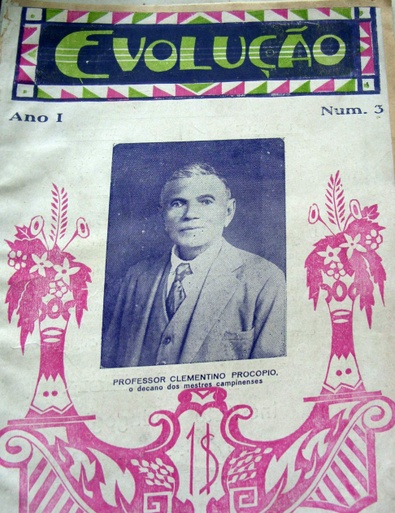 EVOLUÇÃO
Ano I Num. 3
PROFESSOR CLEMENTINO PROCOPIO,
o decano dos mestres campinenses
1$